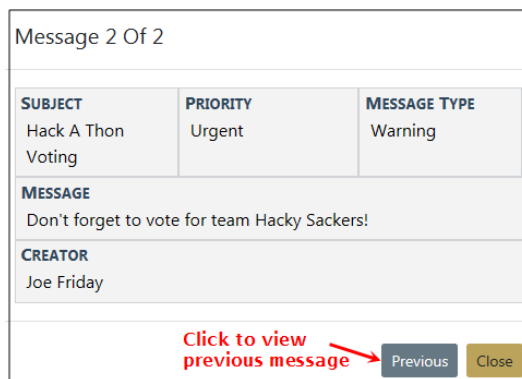 Message 2 Of 2
SUBJECT
PRIORITY
MESSAGE TYPE
Hack A Thon
Voting
Urgent
Warning
MESSAGE
Don't forget to vote for team Hacky Sackers!
CREATOR
Joe Friday
Click to view
previous message
Previous
Close